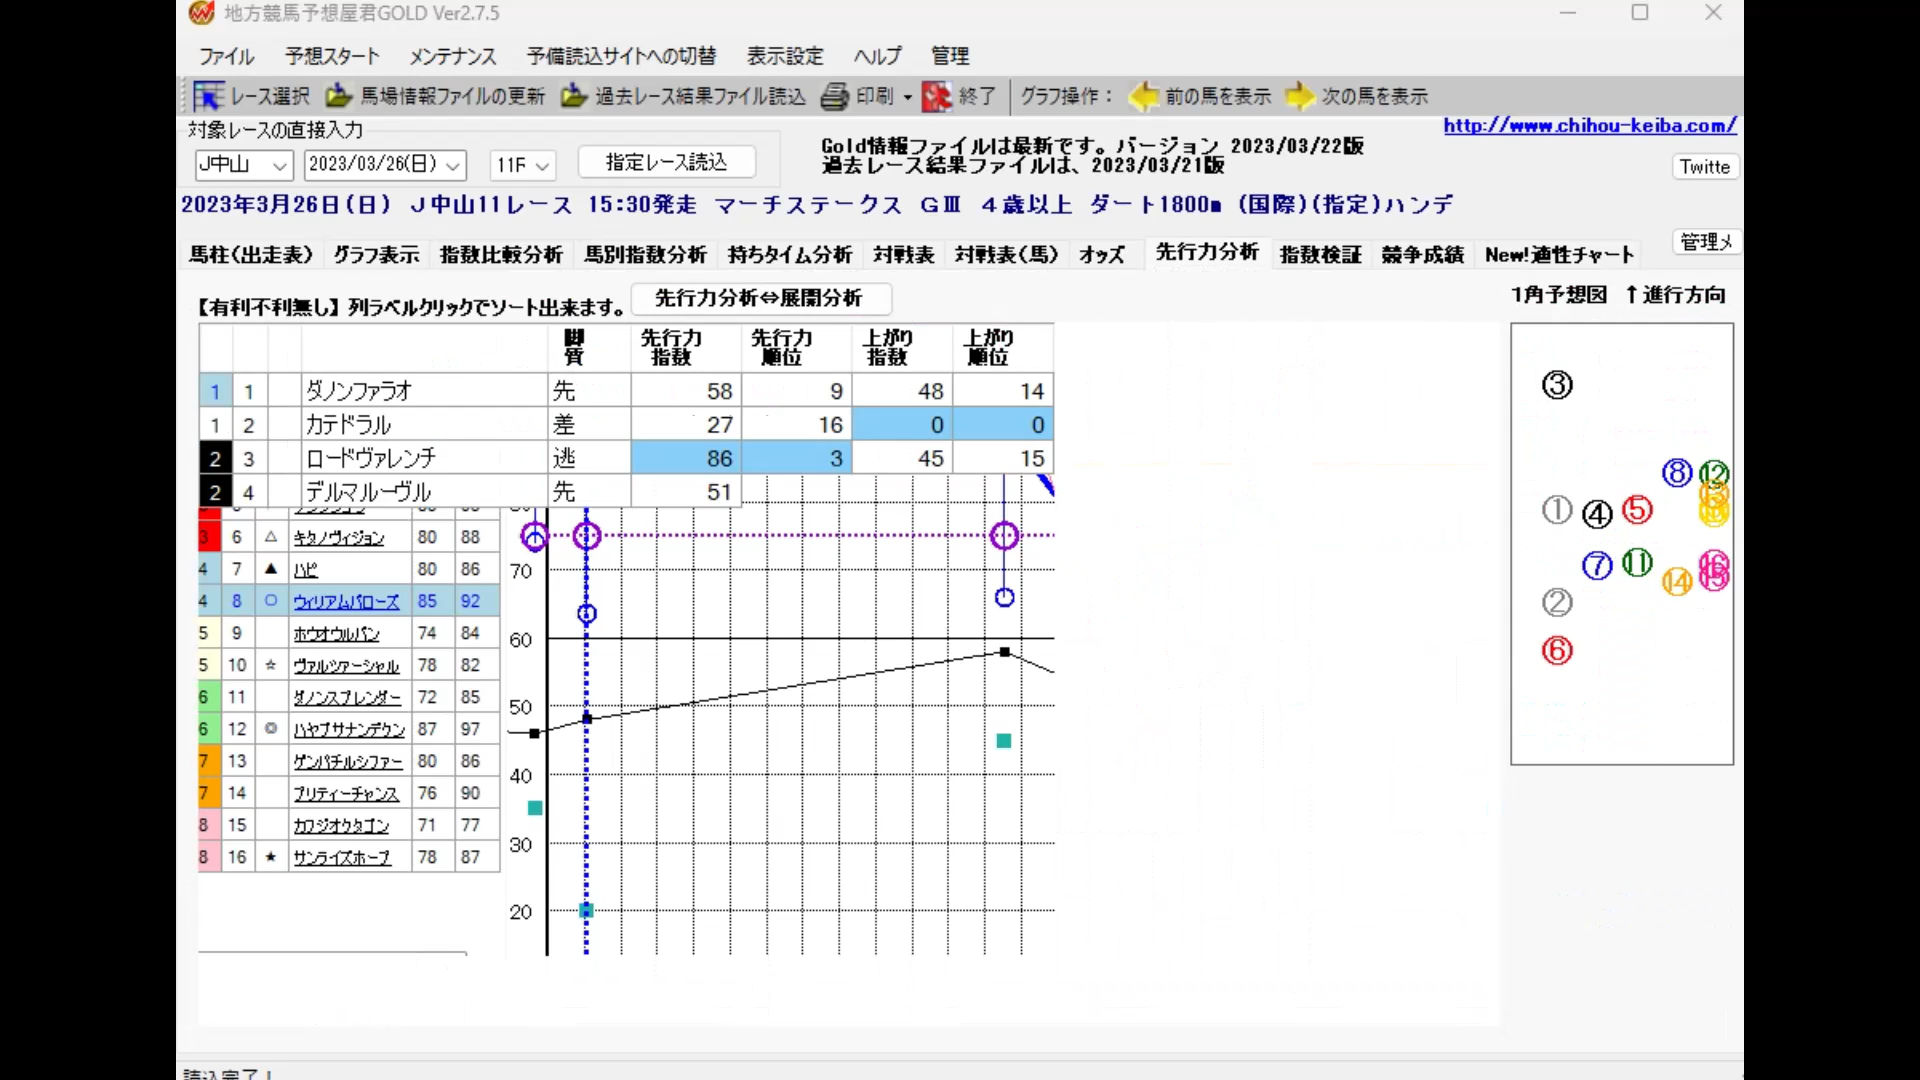 地方競馬予想屋君GOLD Ver2.7.5
ファイル 予想スタート メンテナンス 予備読込サイトへの切替 表示設定 ヘルプ 管理
レース選択 馬場情報ファイルの更新 過去レース結果ファイル読込 印刷 終了 グラフ操作： 前の馬を表示 次の馬を表示
対象レースの直接入力
http://www.chihou-keiba.com/
J中山 2023/03/26(日) 11F 指定レース読込
Gold情報ファイルは最新です。バージョン 2023/03/22版
過去レース結果ファイルは、2023/03/21版
Twitte
2023年3月26日(日) J中山11レース 15:30発走 マーチステークス GⅢ 4歳以上 ダート1800m (国際)(指定)ハンデ
馬柱(出走表) グラフ表示 指数比較分析 馬別指数分析 持ちタイム分析 対戦表 対戦表(馬) オッズ 先行力分析 指数検証 競争成績 New!適性チャート
管理メ
【有利不利無し】列ラベルクリックでソート出来ます。 先行力分析⇔展開分析
1角予想図 ↑進行方向
脚質 先行力指数 先行力順位 上がり指数 上がり順位
1 1 ダノンファラオ 先 58 9 48 14
1 2 カテドラル 差 27 16 0 0
2 3 ロードヴァレンチ 逃 86 3 45 15
2 4 デルマルーヴル 先 51
3 6 △ キタノヴィジョン 80 88
4 7 ▲ ハピ 80 86
4 8 ○ ウィリアムバローズ 85 92
5 9 ホウオウルバン 74 84
5 10 ☆ ヴァルツァーシャル 78 82
6 11 ダノンスプレンダー 72 85
6 12 ◎ ハヤブサナンデクン 87 97
7 13 ゲンパチルシファー 80 86
7 14 プリティーチャンス 76 90
8 15 カフジオクタゴン 71 77
8 16 ★ サンライズホープ 78 87
70
60
50
40
30
20
③
⑧ ⑫
⑬
① ④ ⑤
⑦ ⑪ ⑯
⑭ ⑮
②
⑥
読込完了！